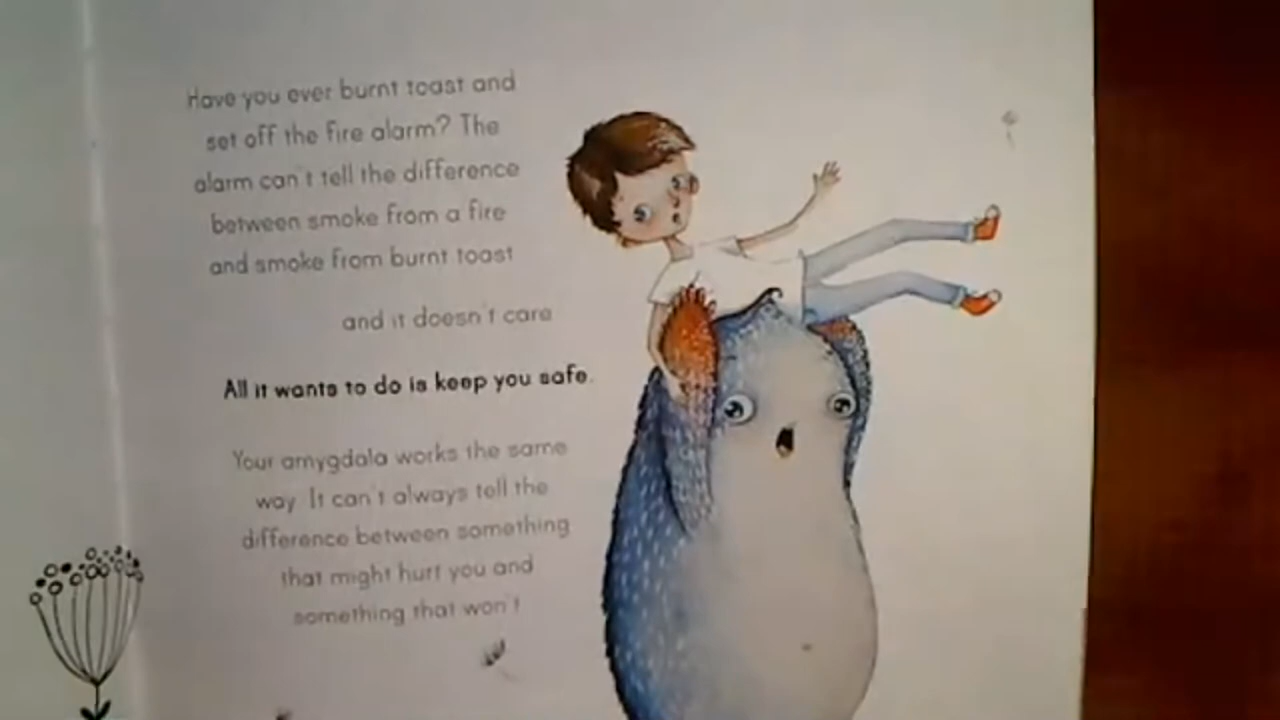 Have you ever burnt toast and
set off the fire alarm? The
alarm can't tell the difference
between smoke from a fire
and smoke from burnt toast
and it doesn't care
All it wants to do is keep you safe.
Your amygdala works the same
way. It can't always tell the
difference between something
that might hurt you and
something that won't